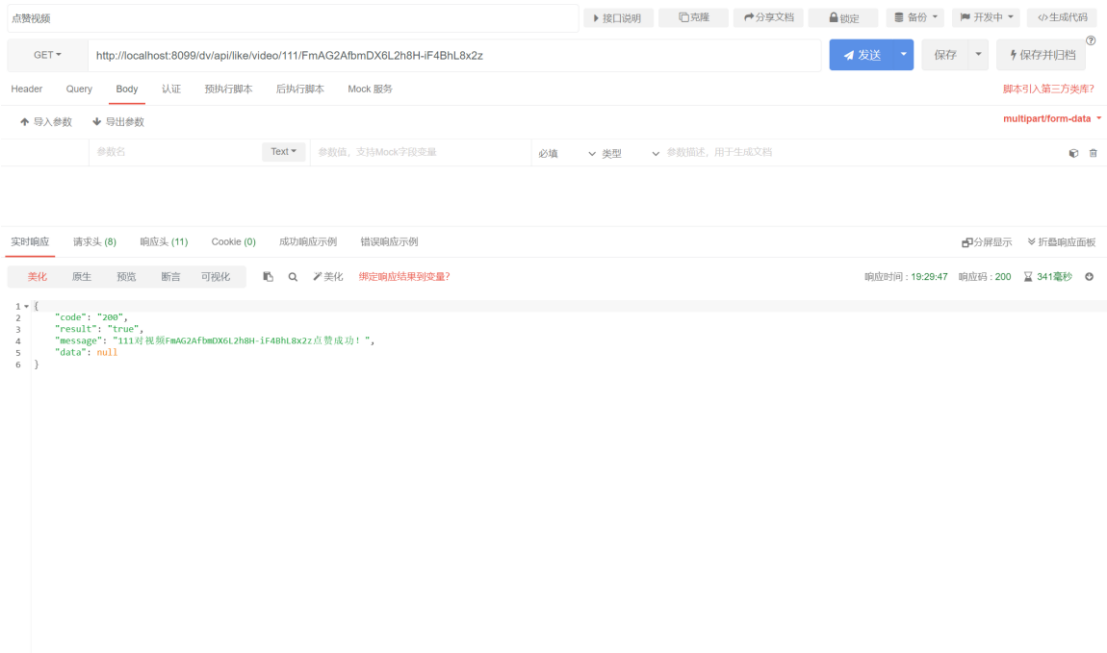 点赞视频 接口说明 克隆 分享文档 锁定 备份 开发中 生成代码
GET http://localhost:8099/dv/api/like/video/111/FmAG2AfbmDX6L2h8H-iF4BhL8x2z 发送 保存 保存并归档
Header Query Body 认证 预执行脚本 后执行脚本 Mock 服务 脚本引入第三方类库?
导入参数 导出参数 multipart/form-data
参数名 Text 参数值，支持Mock字段变量 必填 类型 参数描述，用于生成文档
实时响应 请求头 (8) 响应头 (11) Cookie (0) 成功响应示例 错误响应示例 分屏显示 折叠响应面板
美化 原生 预览 断言 可视化 美化 绑定响应结果到变量? 响应时间 : 19:29:47 响应码 : 200 341毫秒
1 {
2 "code": "200",
3 "result": "true",
4 "message": "111对视频FmAG2AfbmDX6L2h8H-iF4BhL8x2z点赞成功！",
5 "data": null
6 }